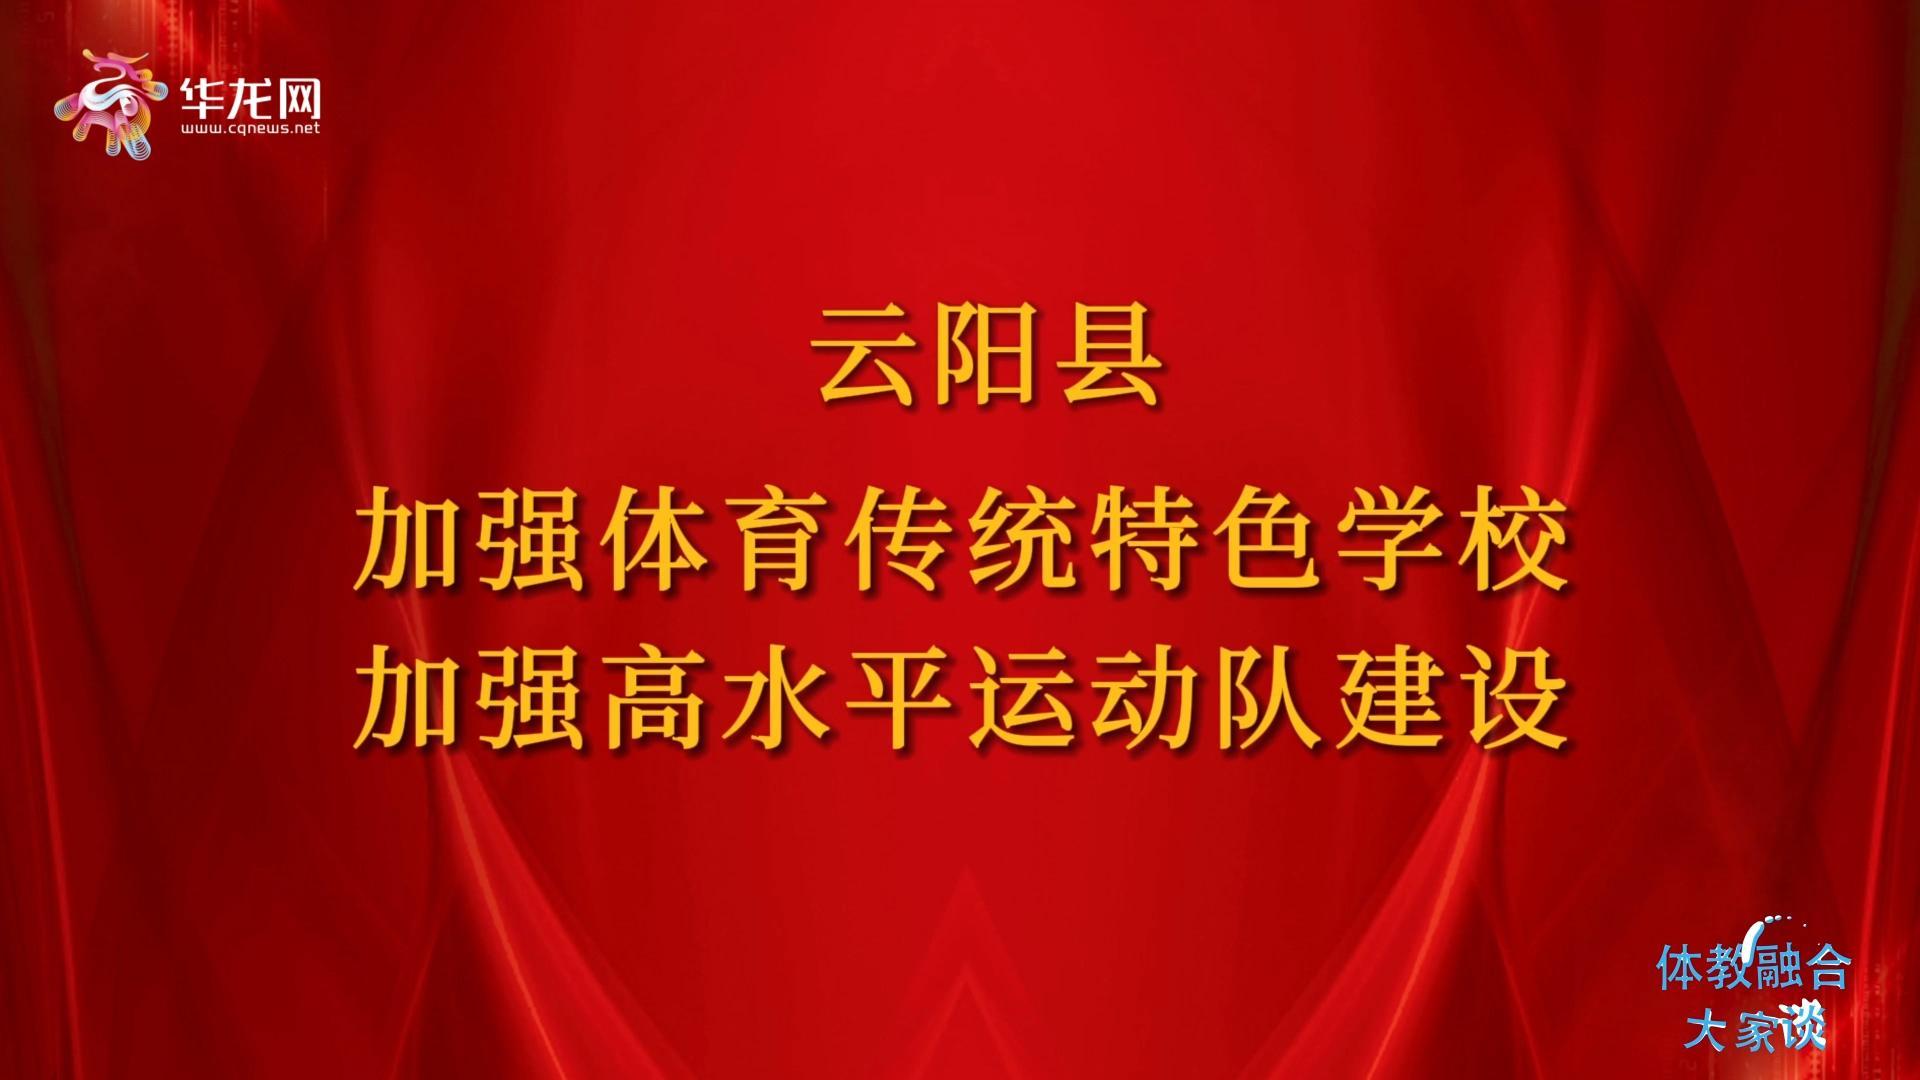 华龙网
www.cqnews.net
云阳县
加强体育传统特色学校
加强高水平运动队建设
体教融合
大家谈